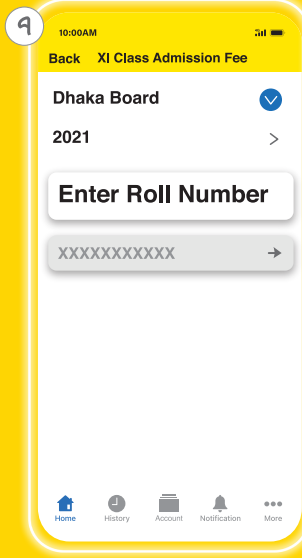 ৭
10:00AM
Back XI Class Admission Fee
Dhaka Board
2021
Enter Roll Number
XXXXXXXXXXX
Home History Account Notification More